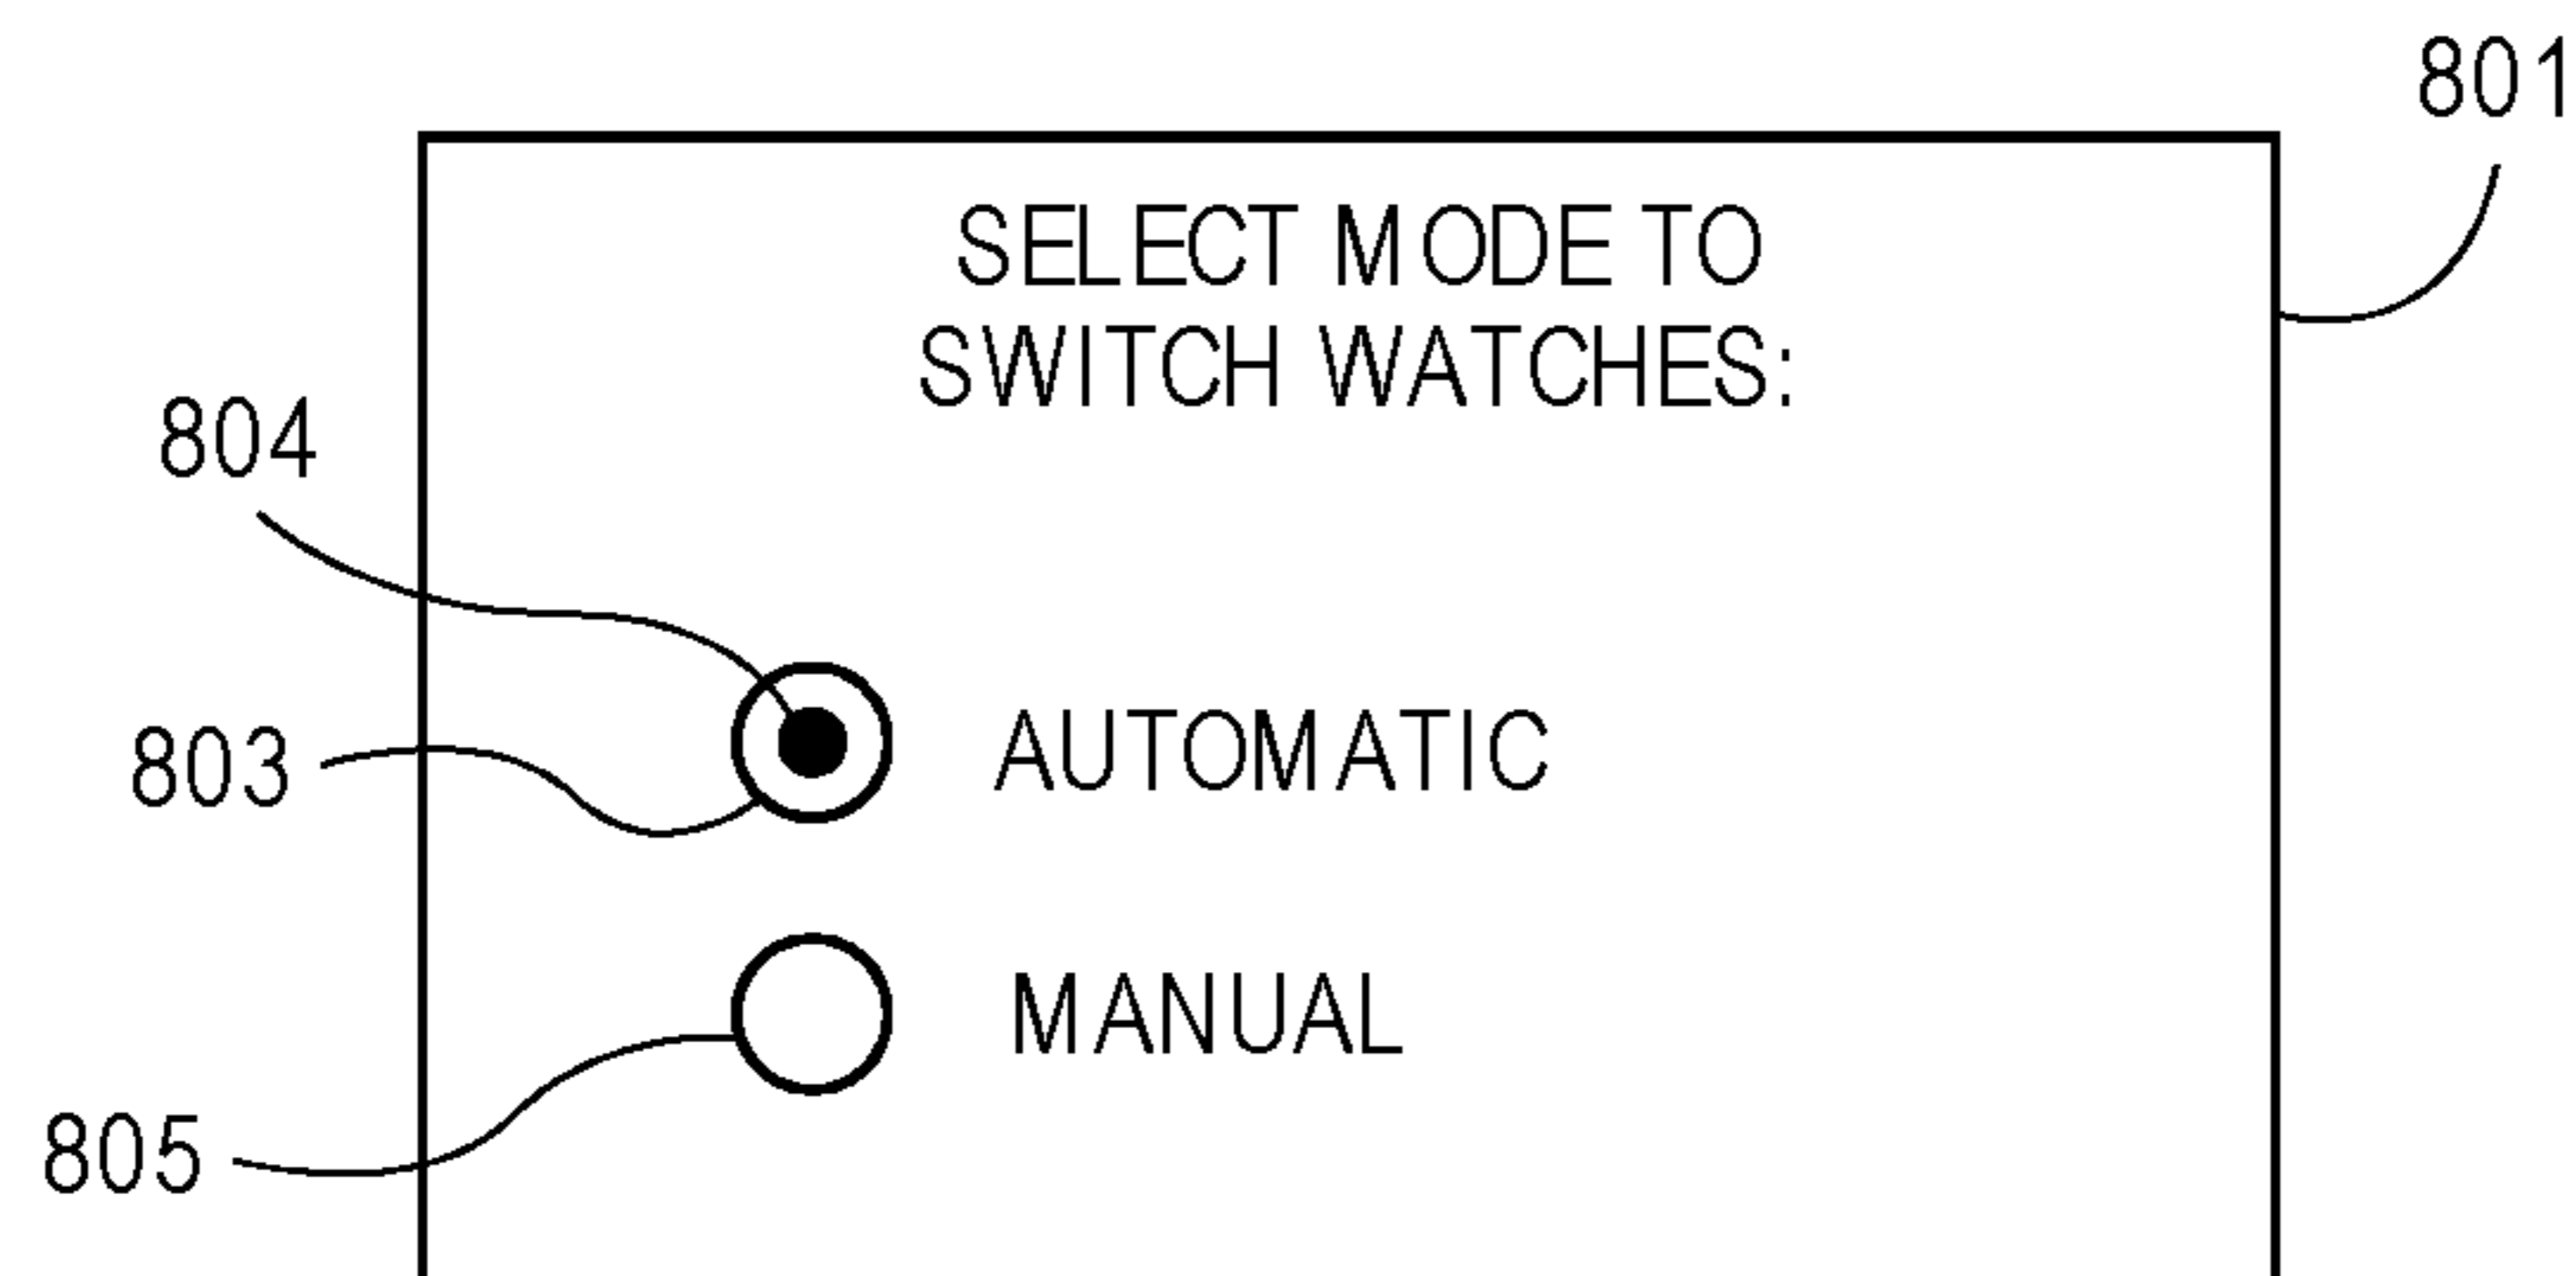 801
SELECT MODE TO
SWITCH WATCHES:
804
803
AUTOMATIC
MANUAL
805